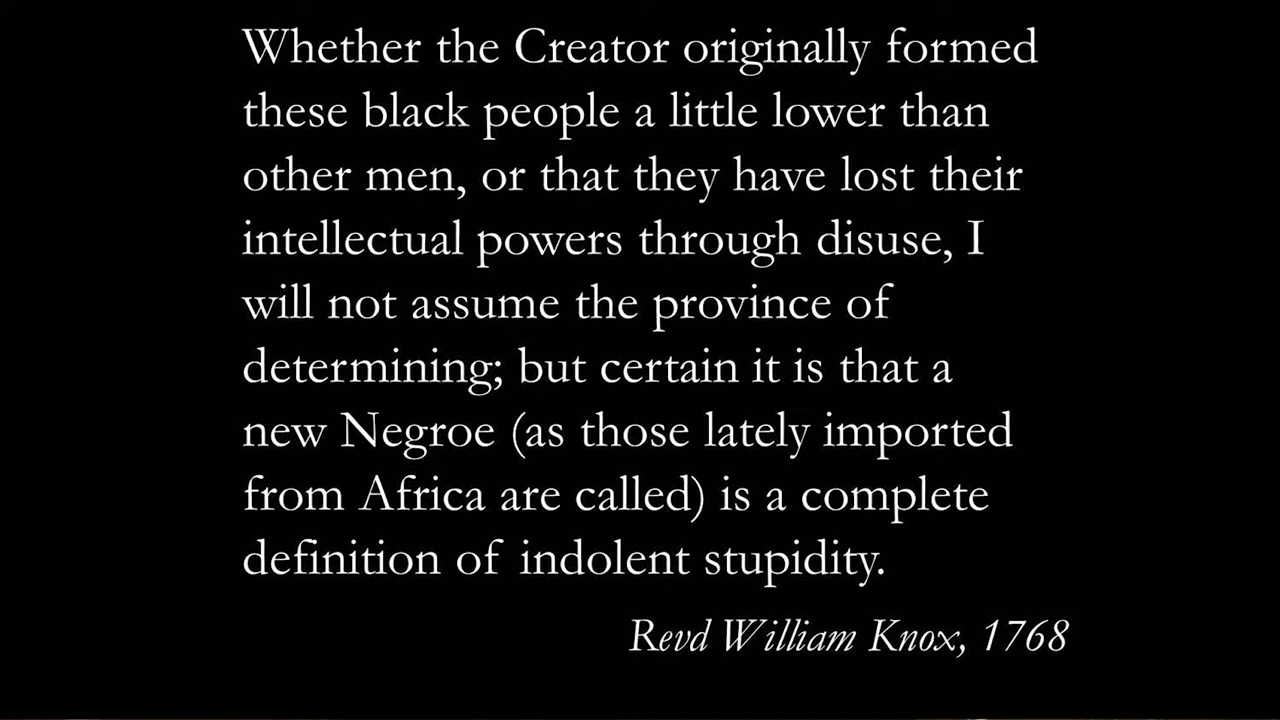 Whether the Creator originally formed
these black people a little lower than
other men, or that they have lost their
intellectual powers through disuse, I
will not assume the province of
determining; but certain it is that a
new Negroe (as those lately imported
from Africa are called) is a complete
definition of indolent stupidity.
Revd William Knox, 1768